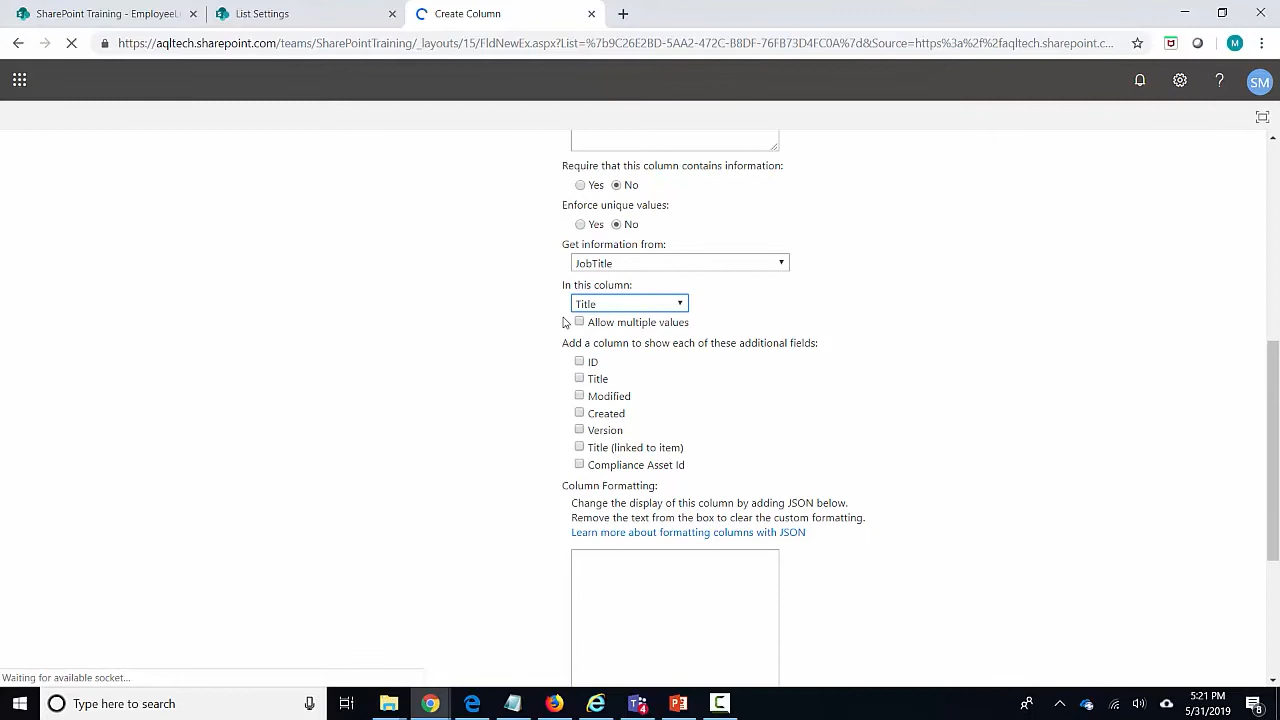 SharePoint Training - EmployeeL
List Settings
Create Column
https://aqltech.sharepoint.com/teams/SharePointTraining/_layouts/15/FldNewEx.aspx?List=%7b9C26E2BD-5AA2-472C-B8DF-76FB73D4FC0A%7d&Source=https%3a%2f%2faqltech.sharepoint.c...
M
SM
Require that this column contains information:
Yes No
Enforce unique values:
Yes No
Get information from:
JobTitle
In this column:
Title
Allow multiple values
Add a column to show each of these additional fields:
ID
Title
Modified
Created
Version
Title (linked to item)
Compliance Asset Id
Column Formatting:
Change the display of this column by adding JSON below.
Remove the text from the box to clear the custom formatting.
Learn more about formatting columns with JSON
Waiting for available socket...
Type here to search
5:21 PM
5/31/2019